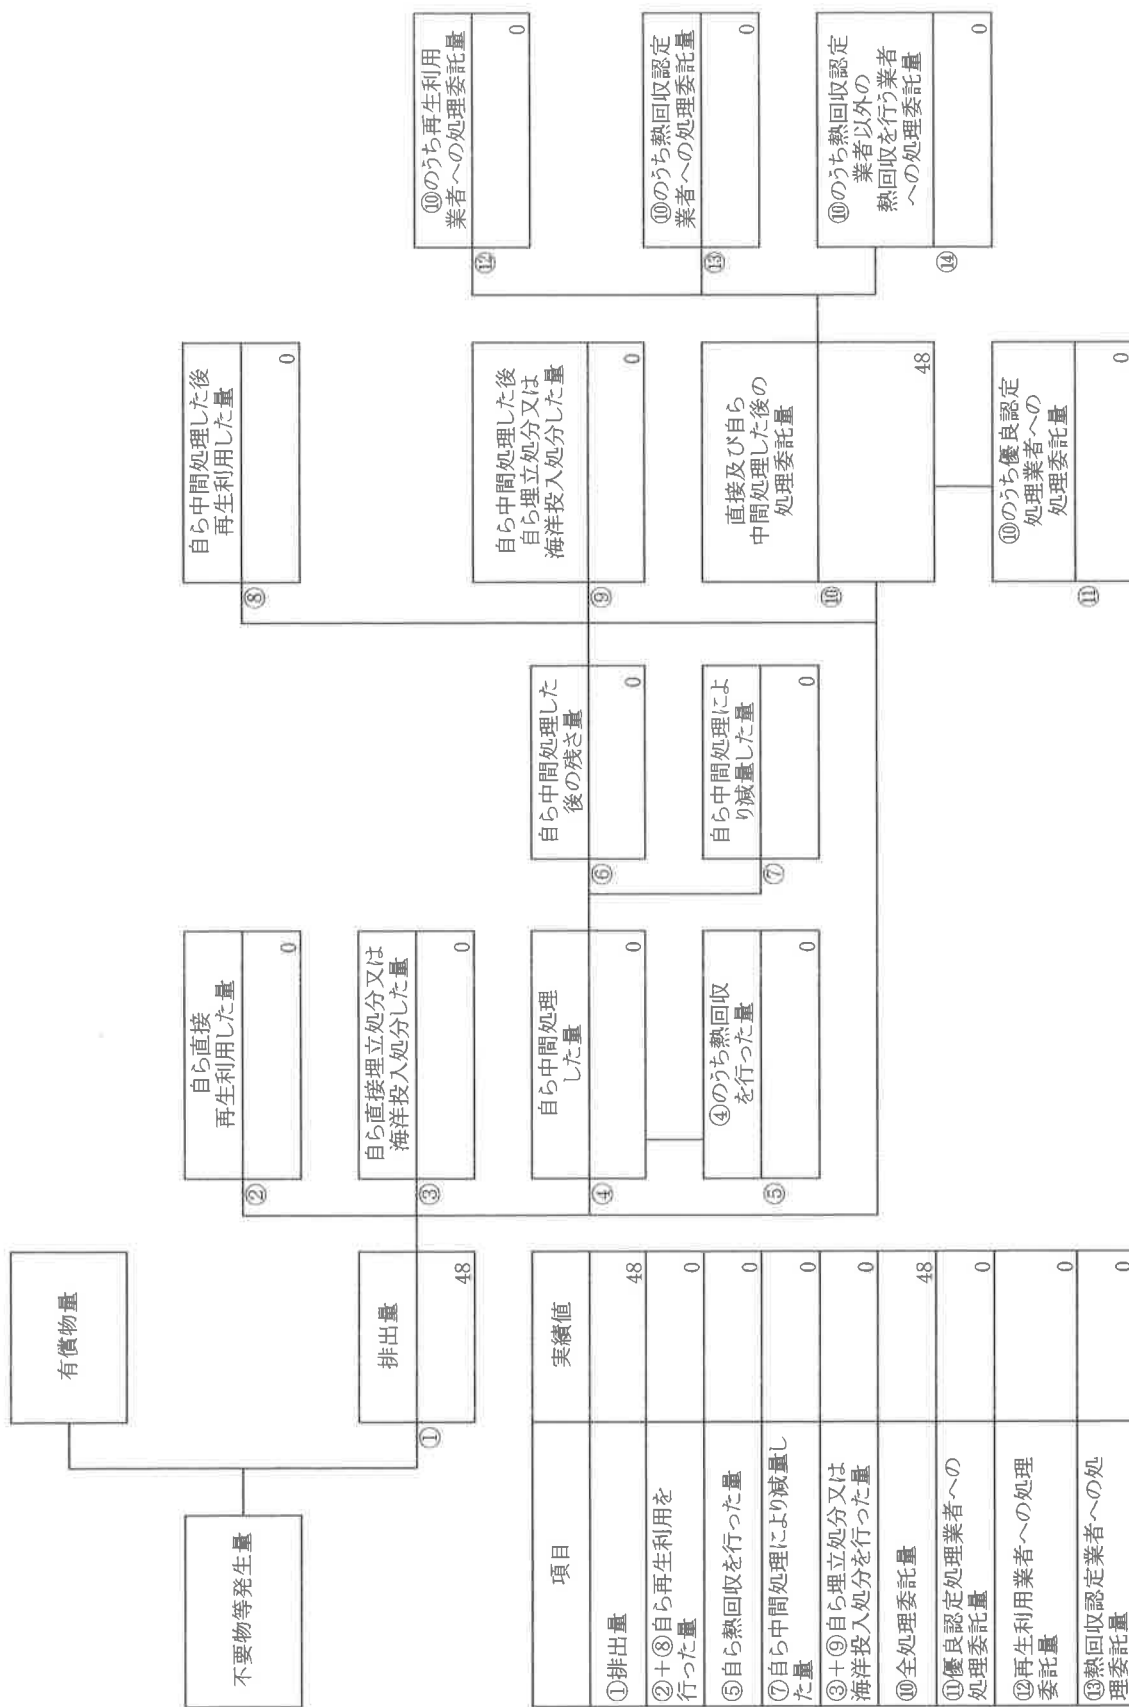 不要物等発生量
有償物量
排出量
①
48
自ら直接
再生利用した量
②
0
自ら直接埋立処分又は
海洋投入処分した量
③
0
自ら中間処理
した量
④
0
④のうち熱回収
を行った量
⑤
0
自ら中間処理した
後の残さ量
⑥
0
自ら中間処理によ
り減量した量
⑦
0
自ら中間処理した後
再生利用した量
⑧
0
自ら中間処理した後
自ら埋立処分又は
海洋投入処分した量
⑨
0
直接及び自ら
中間処理した後の
処理委託量
⑩
48
⑩のうち優良認定
処理業者への
処理委託量
⑪
0
⑩のうち再生利用
業者への処理委託量
⑫
0
⑩のうち熱回収認定
業者への処理委託量
⑬
0
⑩のうち熱回収認定
業者以外の
熱回収を行う業者
への処理委託量
⑭
0
項目
実績値
①排出量
48
②+⑧自ら再生利用を
行った量
0
⑤自ら熱回収を行った量
0
⑦自ら中間処理により減量し
た量
0
③+⑨自ら埋立処分又は
海洋投入処分を行った量
0
⑩全処理委託量
48
⑪優良認定処理業者への
処理委託量
0
⑫再生利用業者への処理
委託量
0
⑬熱回収認定業者への処
理委託量
0